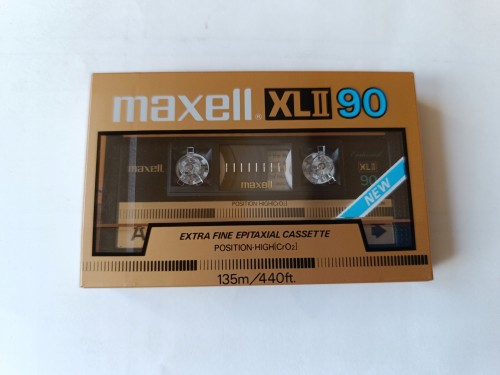 maxell® XLII 90
maxell
maxell
XLII
90
NEW
POSITION·HIGH(CrO₂)
A
EXTRA FINE EPITAXIAL CASSETTE
POSITION·HIGH(CrO₂)
135m/440ft.